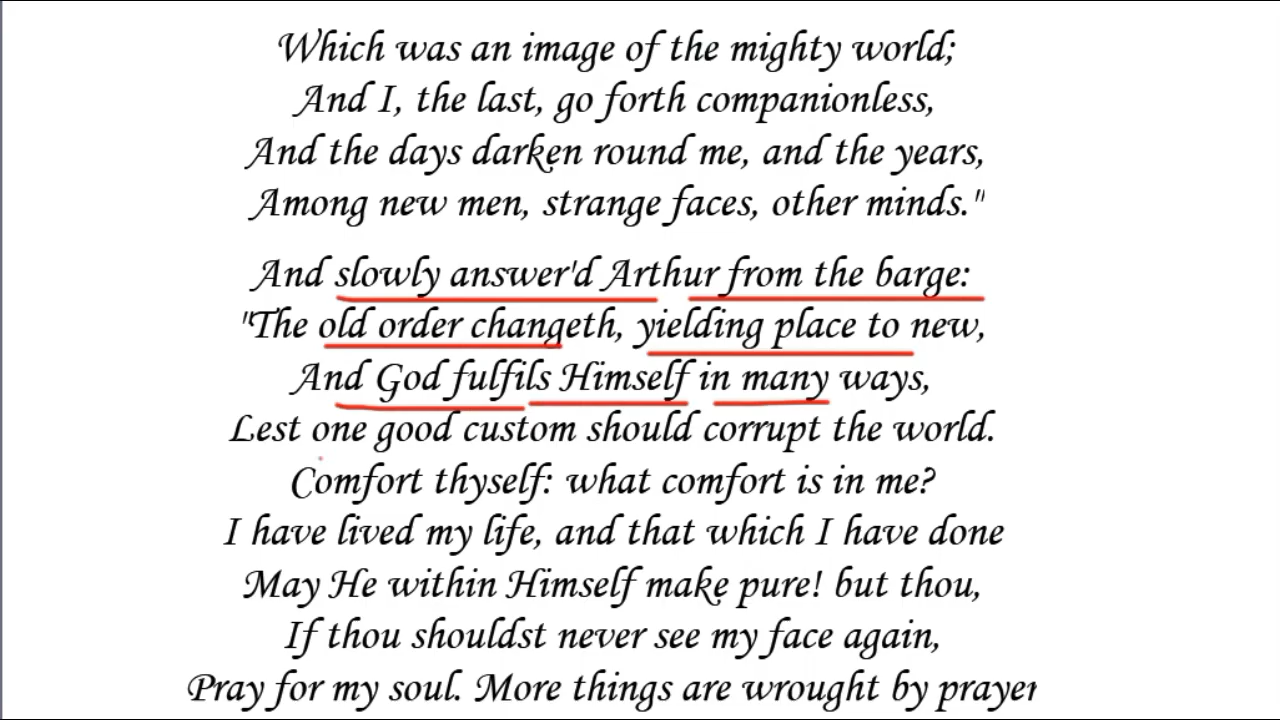 Which was an image of the mighty world;
And I, the last, go forth companionless,
And the days darken round me, and the years,
Among new men, strange faces, other minds."
And slowly answer'd Arthur from the barge:
"The old order changeth, yielding place to new,
And God fulfils Himself in many ways,
Lest one good custom should corrupt the world.
Comfort thyself: what comfort is in me?
I have lived my life, and that which I have done
May He within Himself make pure! but thou,
If thou shouldst never see my face again,
Pray for my soul. More things are wrought by prayer